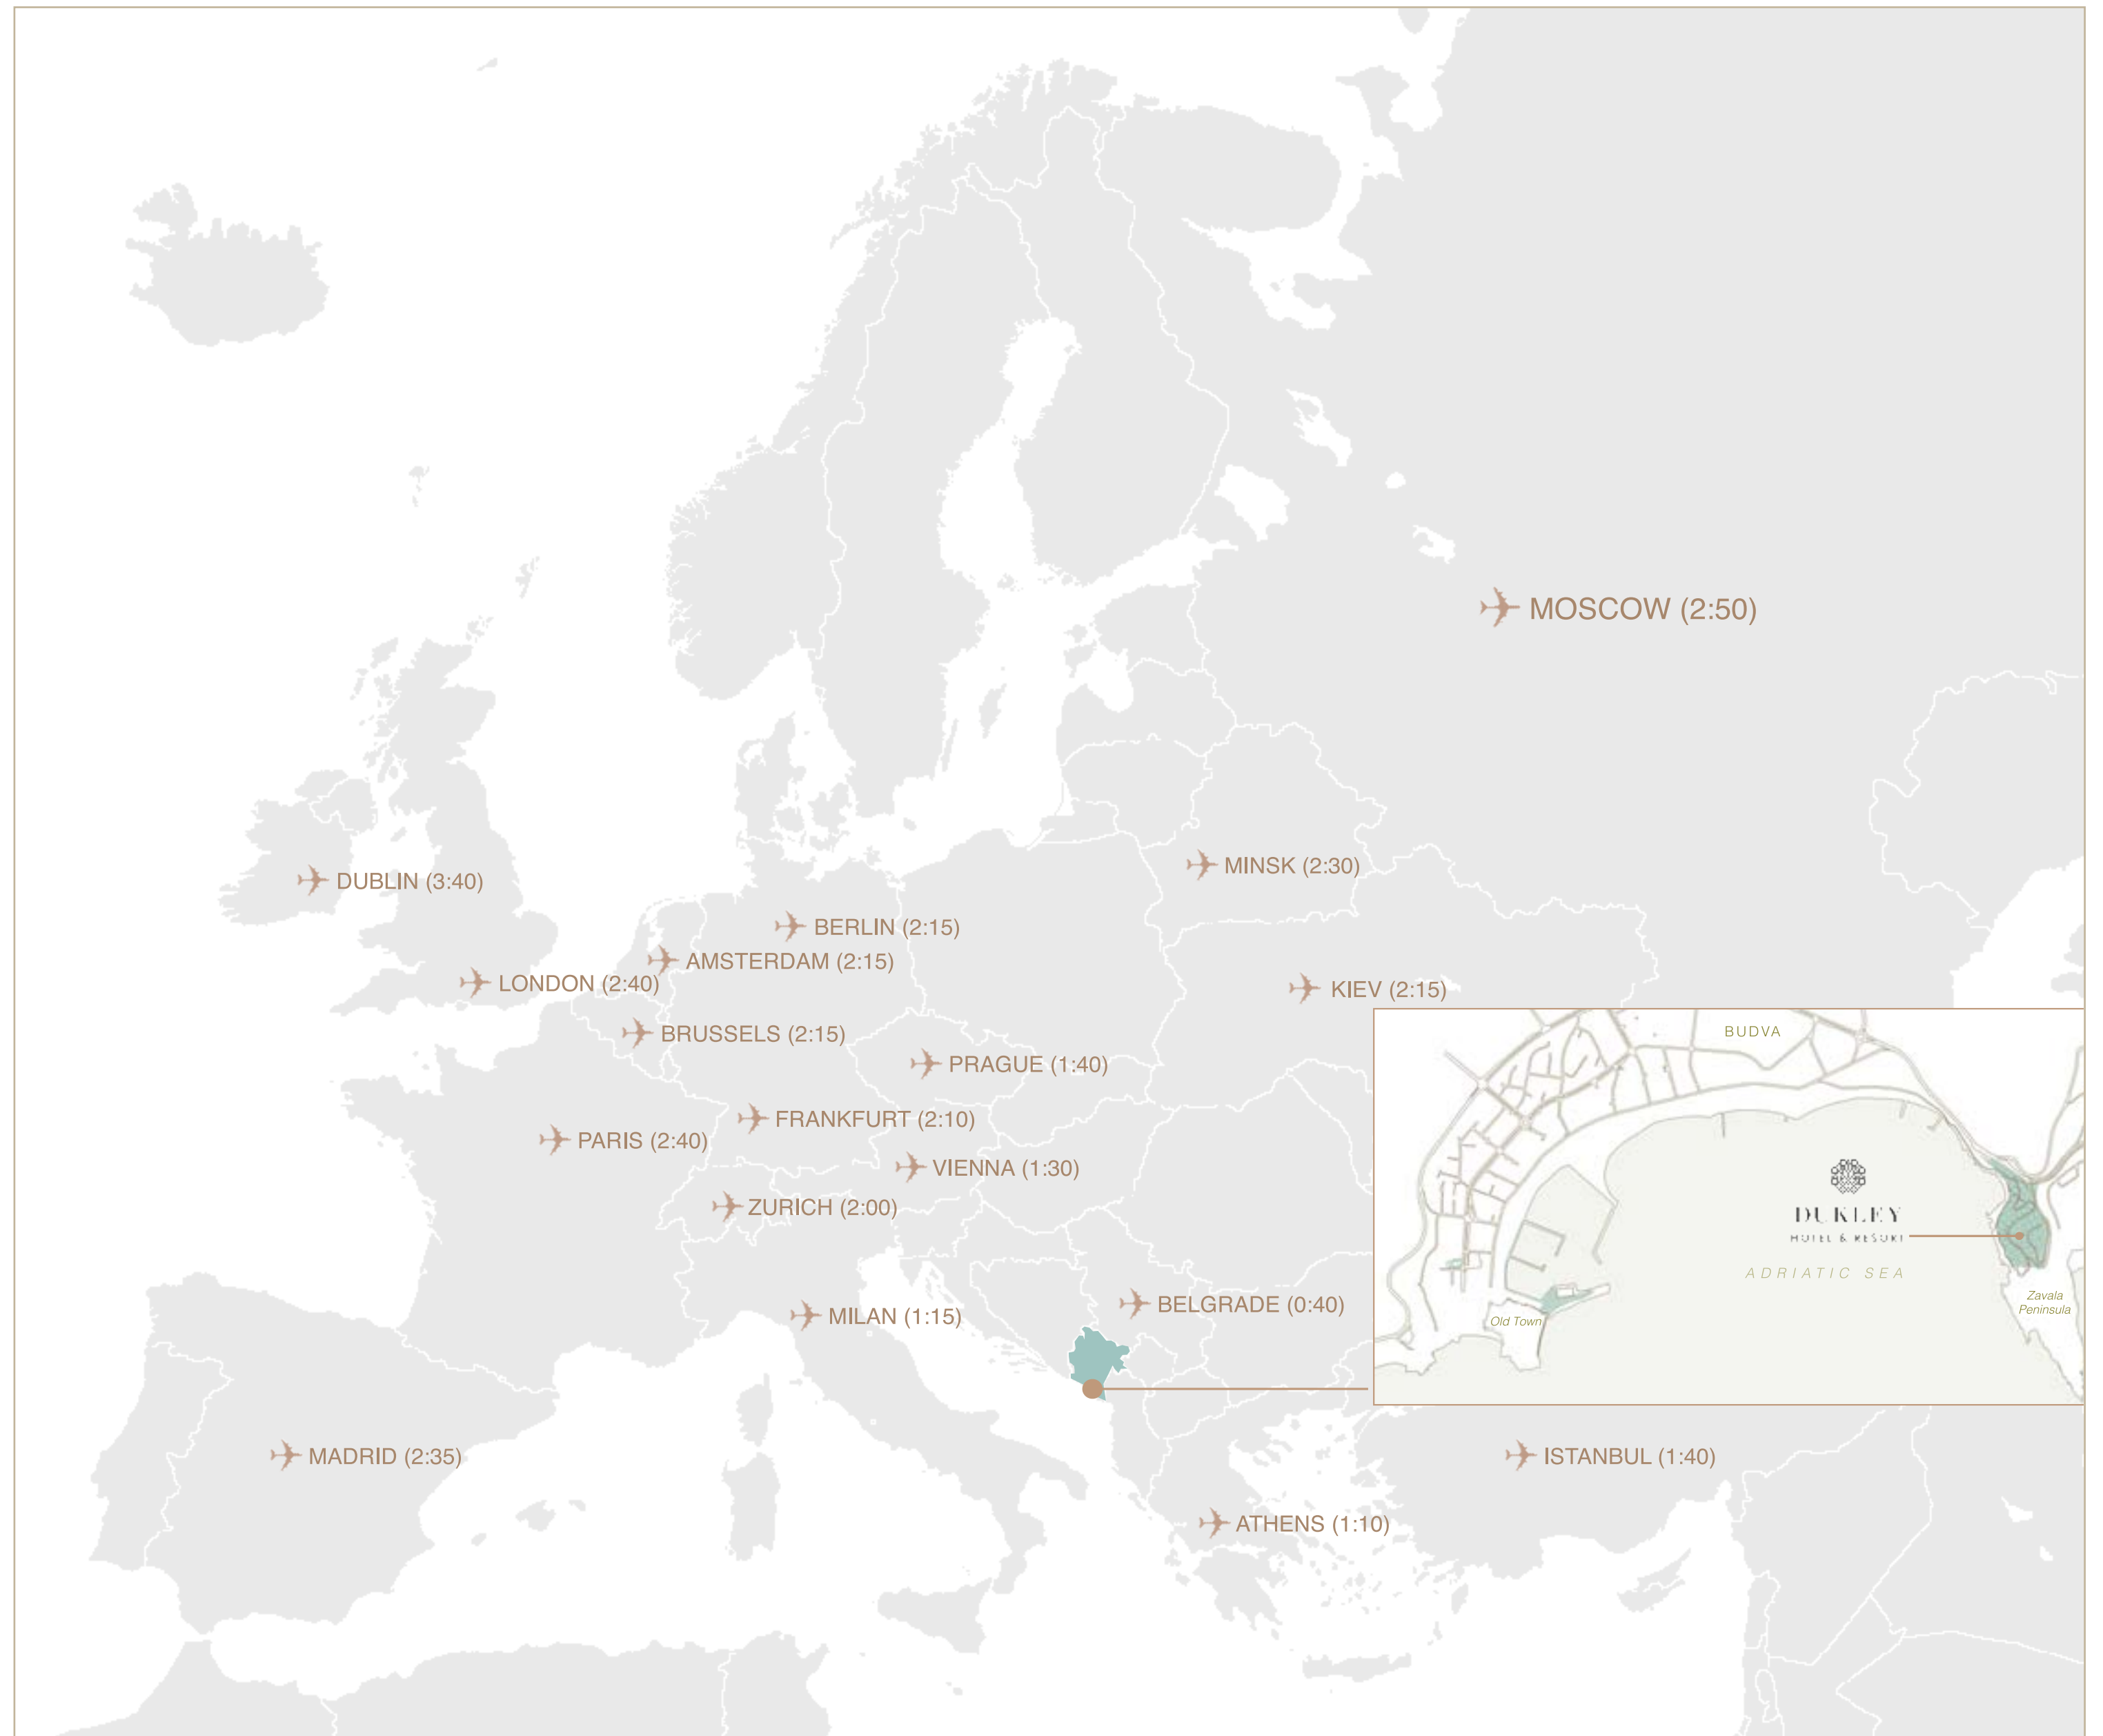 MOSCOW (2:50)
MINSK (2:30)
DUBLIN (3:40)
BERLIN (2:15)
AMSTERDAM (2:15)
LONDON (2:40)
KIEV (2:15)
BRUSSELS (2:15)
PRAGUE (1:40)
FRANKFURT (2:10)
PARIS (2:40)
VIENNA (1:30)
ZURICH (2:00)
MILAN (1:15)
BELGRADE (0:40)
MADRID (2:35)
ISTANBUL (1:40)
ATHENS (1:10)
BUDVA
DUKLEY
HOTEL & RESORT
ADRIATIC SEA
Zavala
Peninsula
Old Town